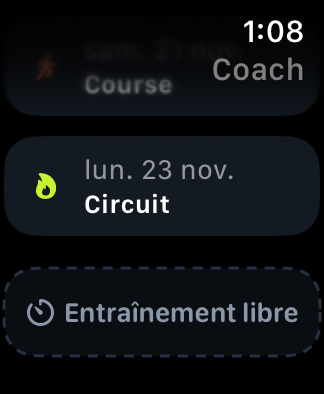 1:08
Coach
sam. 21 nov.
Course
lun. 23 nov.
Circuit
Entraînement libre